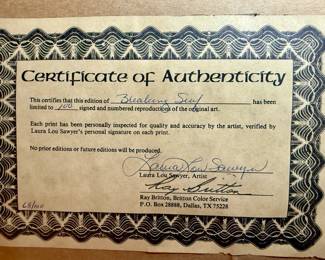 Certificate of Authenticity
This certifies that this edition of Breaking Surf has been
limited to 100 signed and numbered reproductions of the original art.
Each print has been personally inspected for quality and accuracy by the artist, verified by
Laura Lou Sawyer's personal signature on each print.
No prior editions or future editions will be produced.
Laura Lou Sawyer
Laura Lou Sawyer, Artist
Ray Britton
Ray Britton, Britton Color Service
P.O. Box 28888, Dallas, TX 75228
68/100